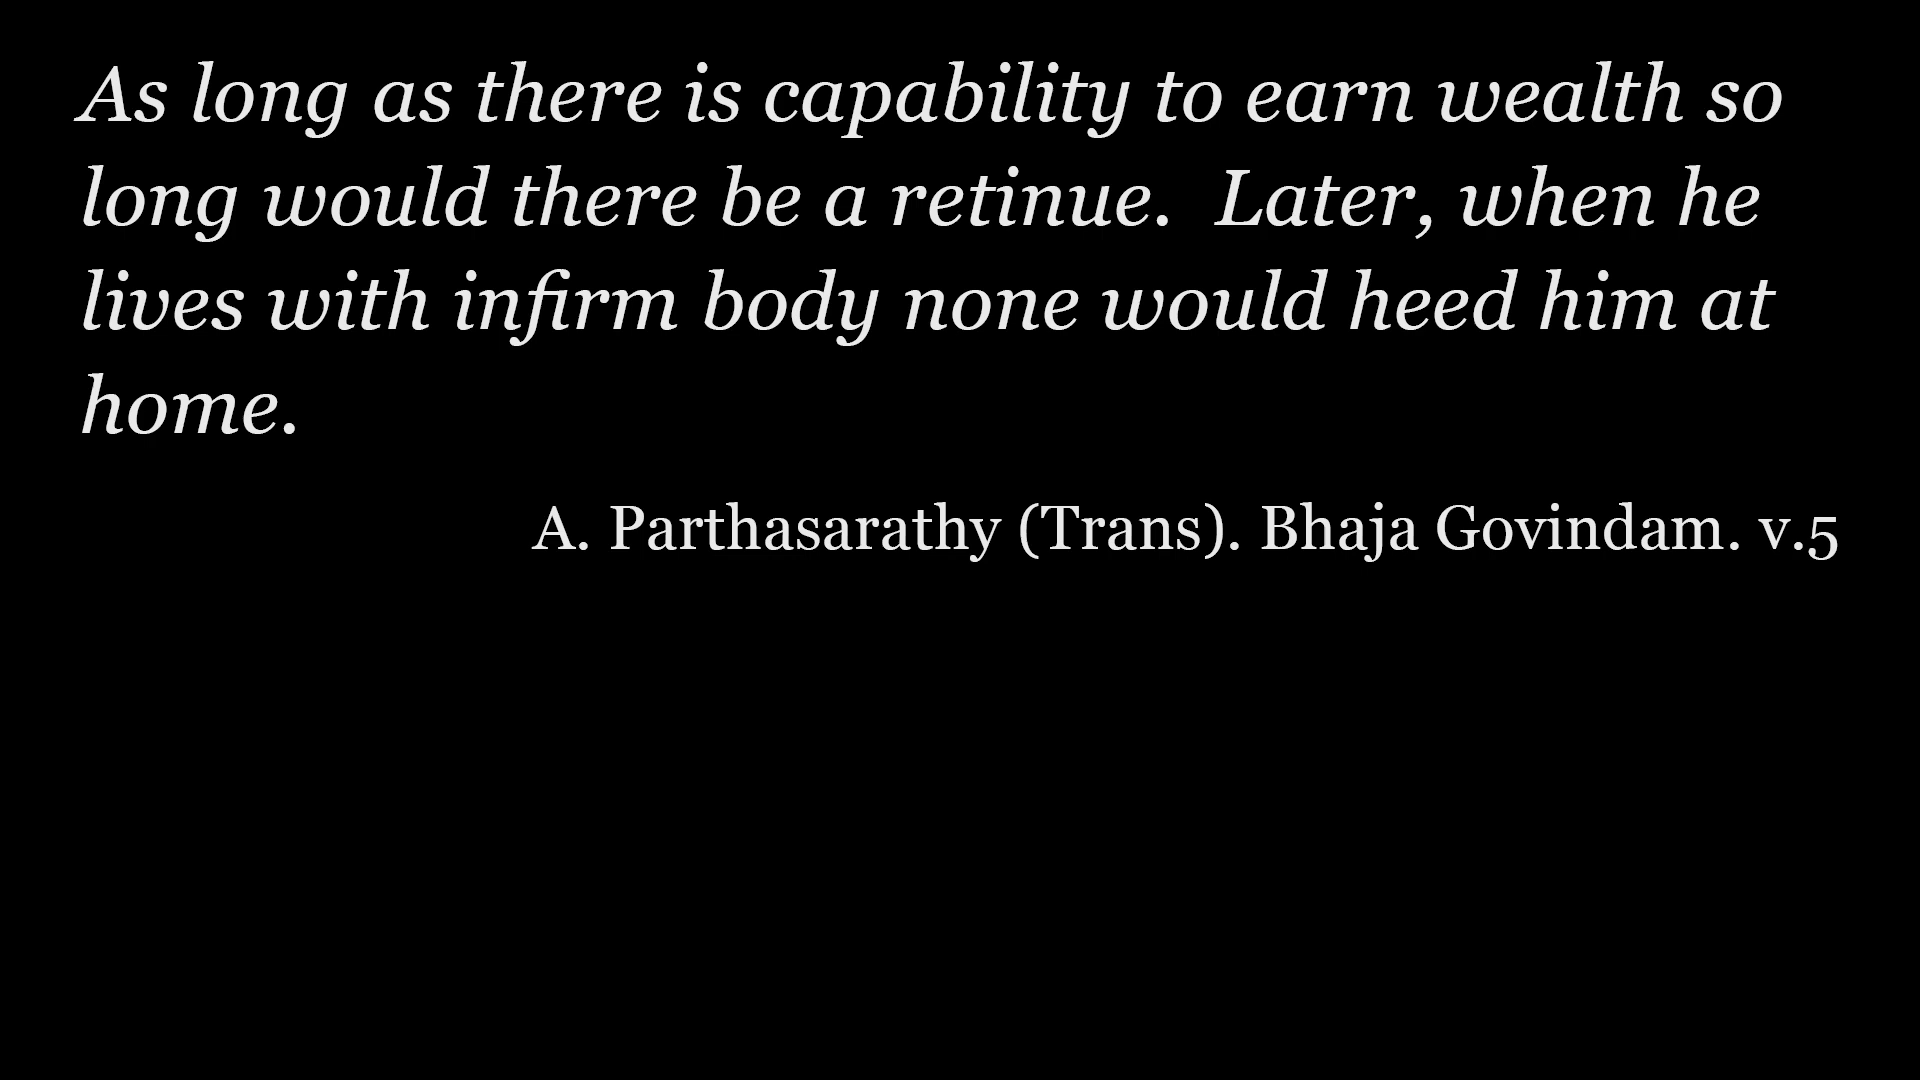 As long as there is capability to earn wealth so
long would there be a retinue.  Later, when he
lives with infirm body none would heed him at
home.
A. Parthasarathy (Trans). Bhaja Govindam. v.5